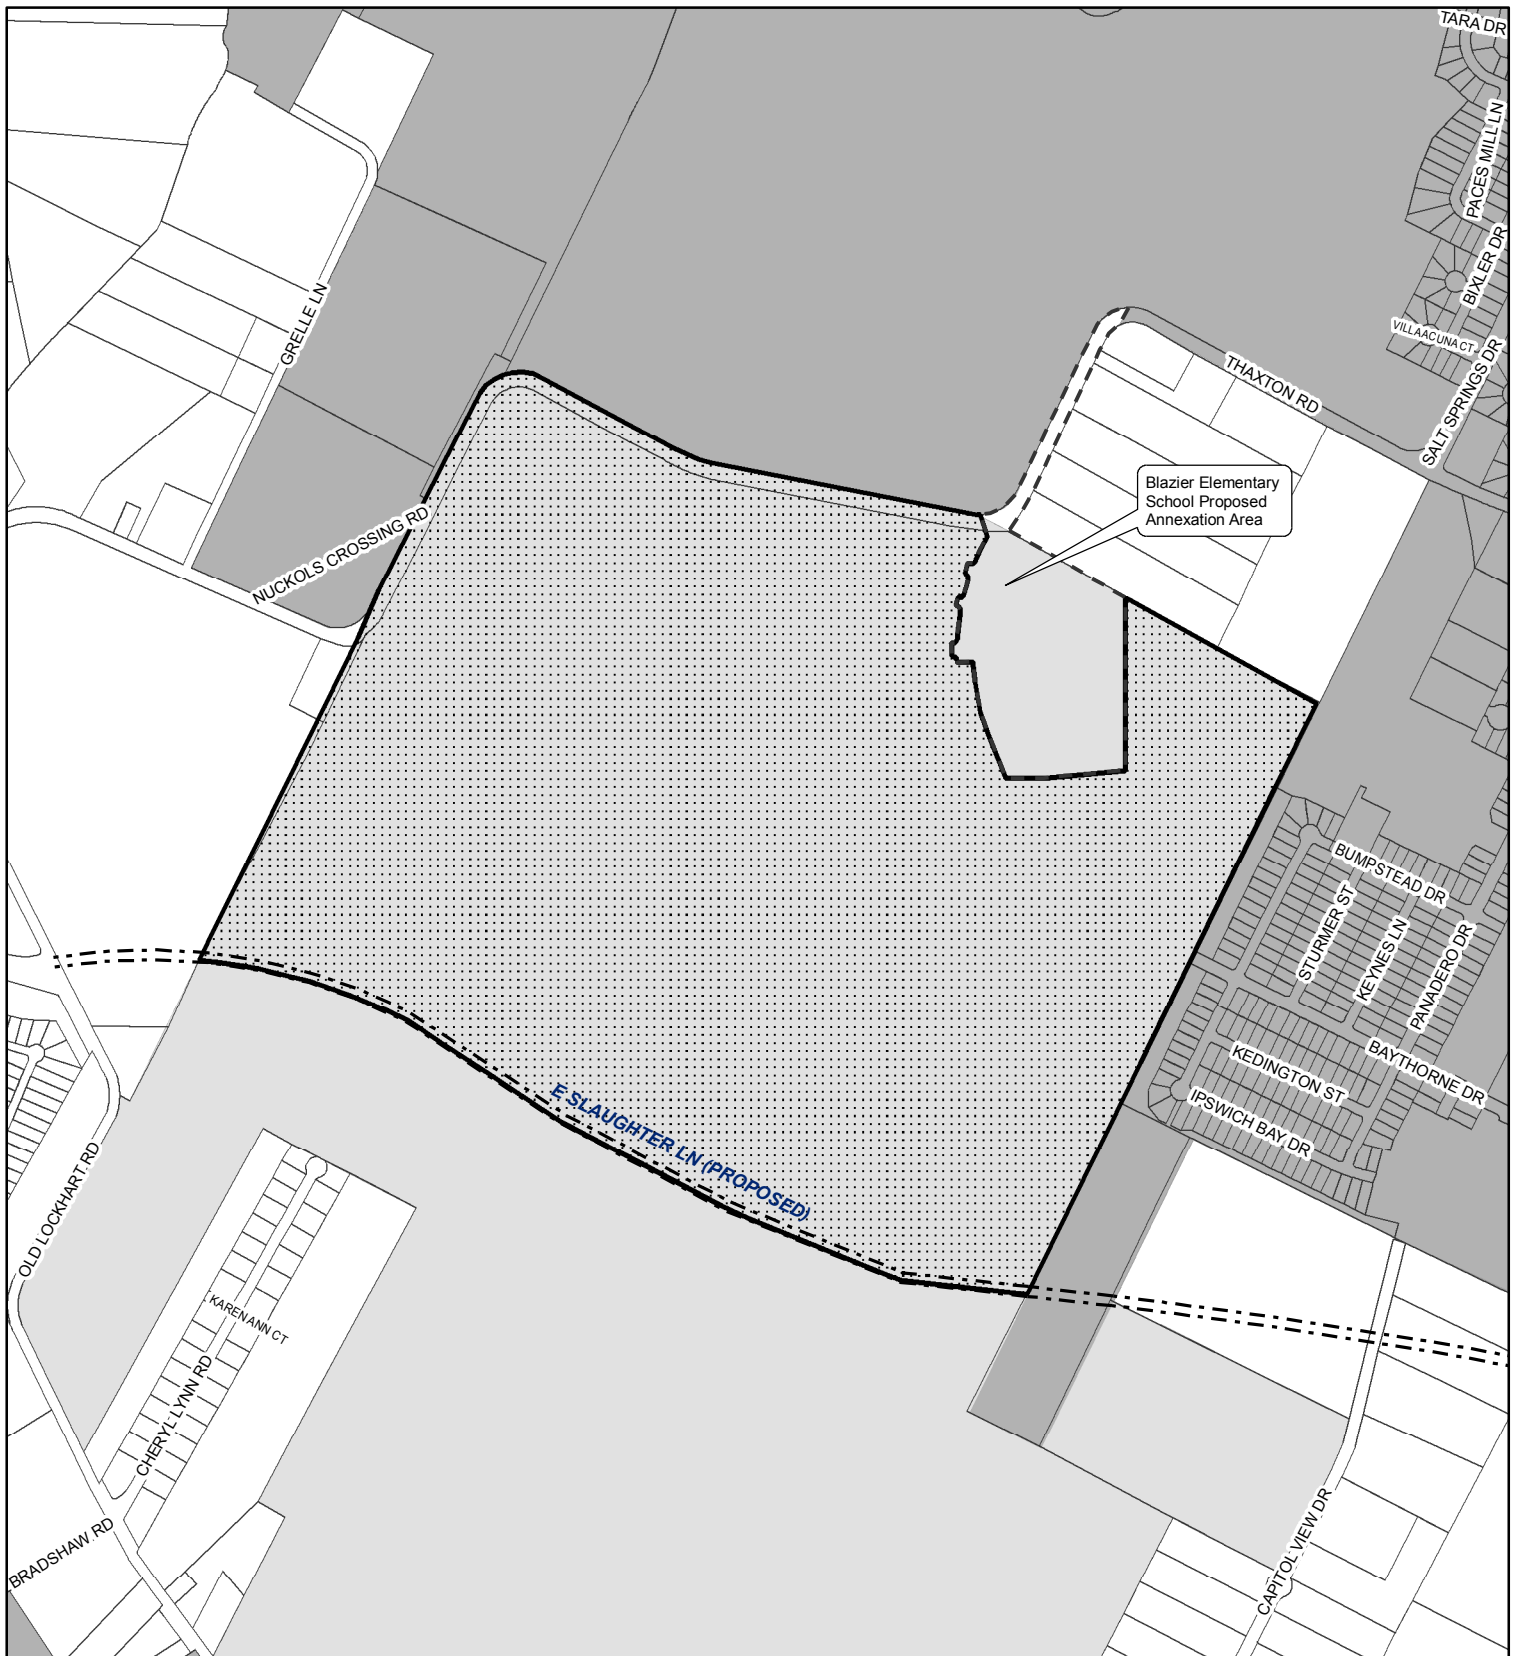 TARA DR
PACES MILL LN
BIXLER DR
VILLA ACUNA CT
SALT SPRINGS DR
THAXTON RD
GRELLE LN
Blazier Elementary
School Proposed
Annexation Area
NUCKOLS CROSSING RD
BUMPSTEAD DR
STURMER ST
KEYNES LN
PANADERO DR
BAYTHORNE DR
KEDINGTON ST
IPSWICH BAY DR
E SLAUGHTER LN (PROPOSED)
OLD LOCKHART RD
KAREN ANN CT
CHERYL LYNN RD
BRADSHAW RD
CAPITOL VIEW DR